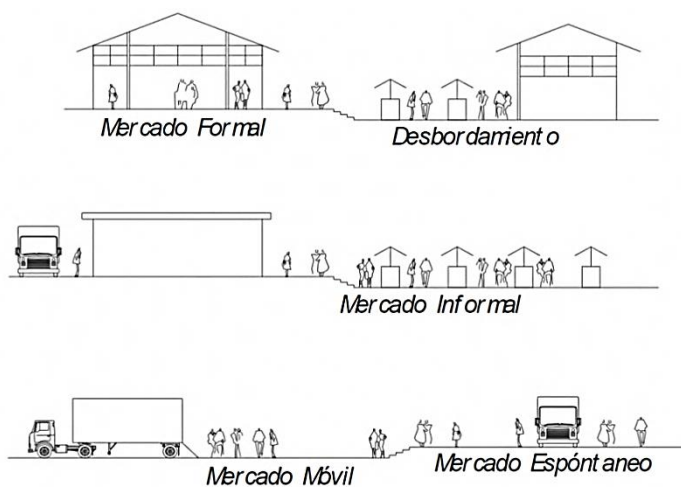 Mercado Formal
Desbordamiento
Mercado Informal
Mercado Móvil
Mercado Espóntaneo